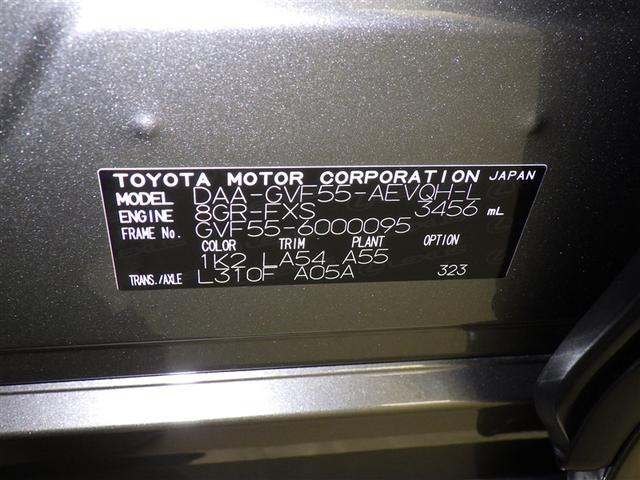 TOYOTA MOTOR CORPORATION JAPAN
MODEL DAA-GVF55-AEVQH-L
ENGINE 8GR-FXS 3456 mL
FRAME No. GVF55-6000095
COLOR TRIM PLANT OPTION
1K2 LA54 A55
TRANS./AXLE L310F A05A 323